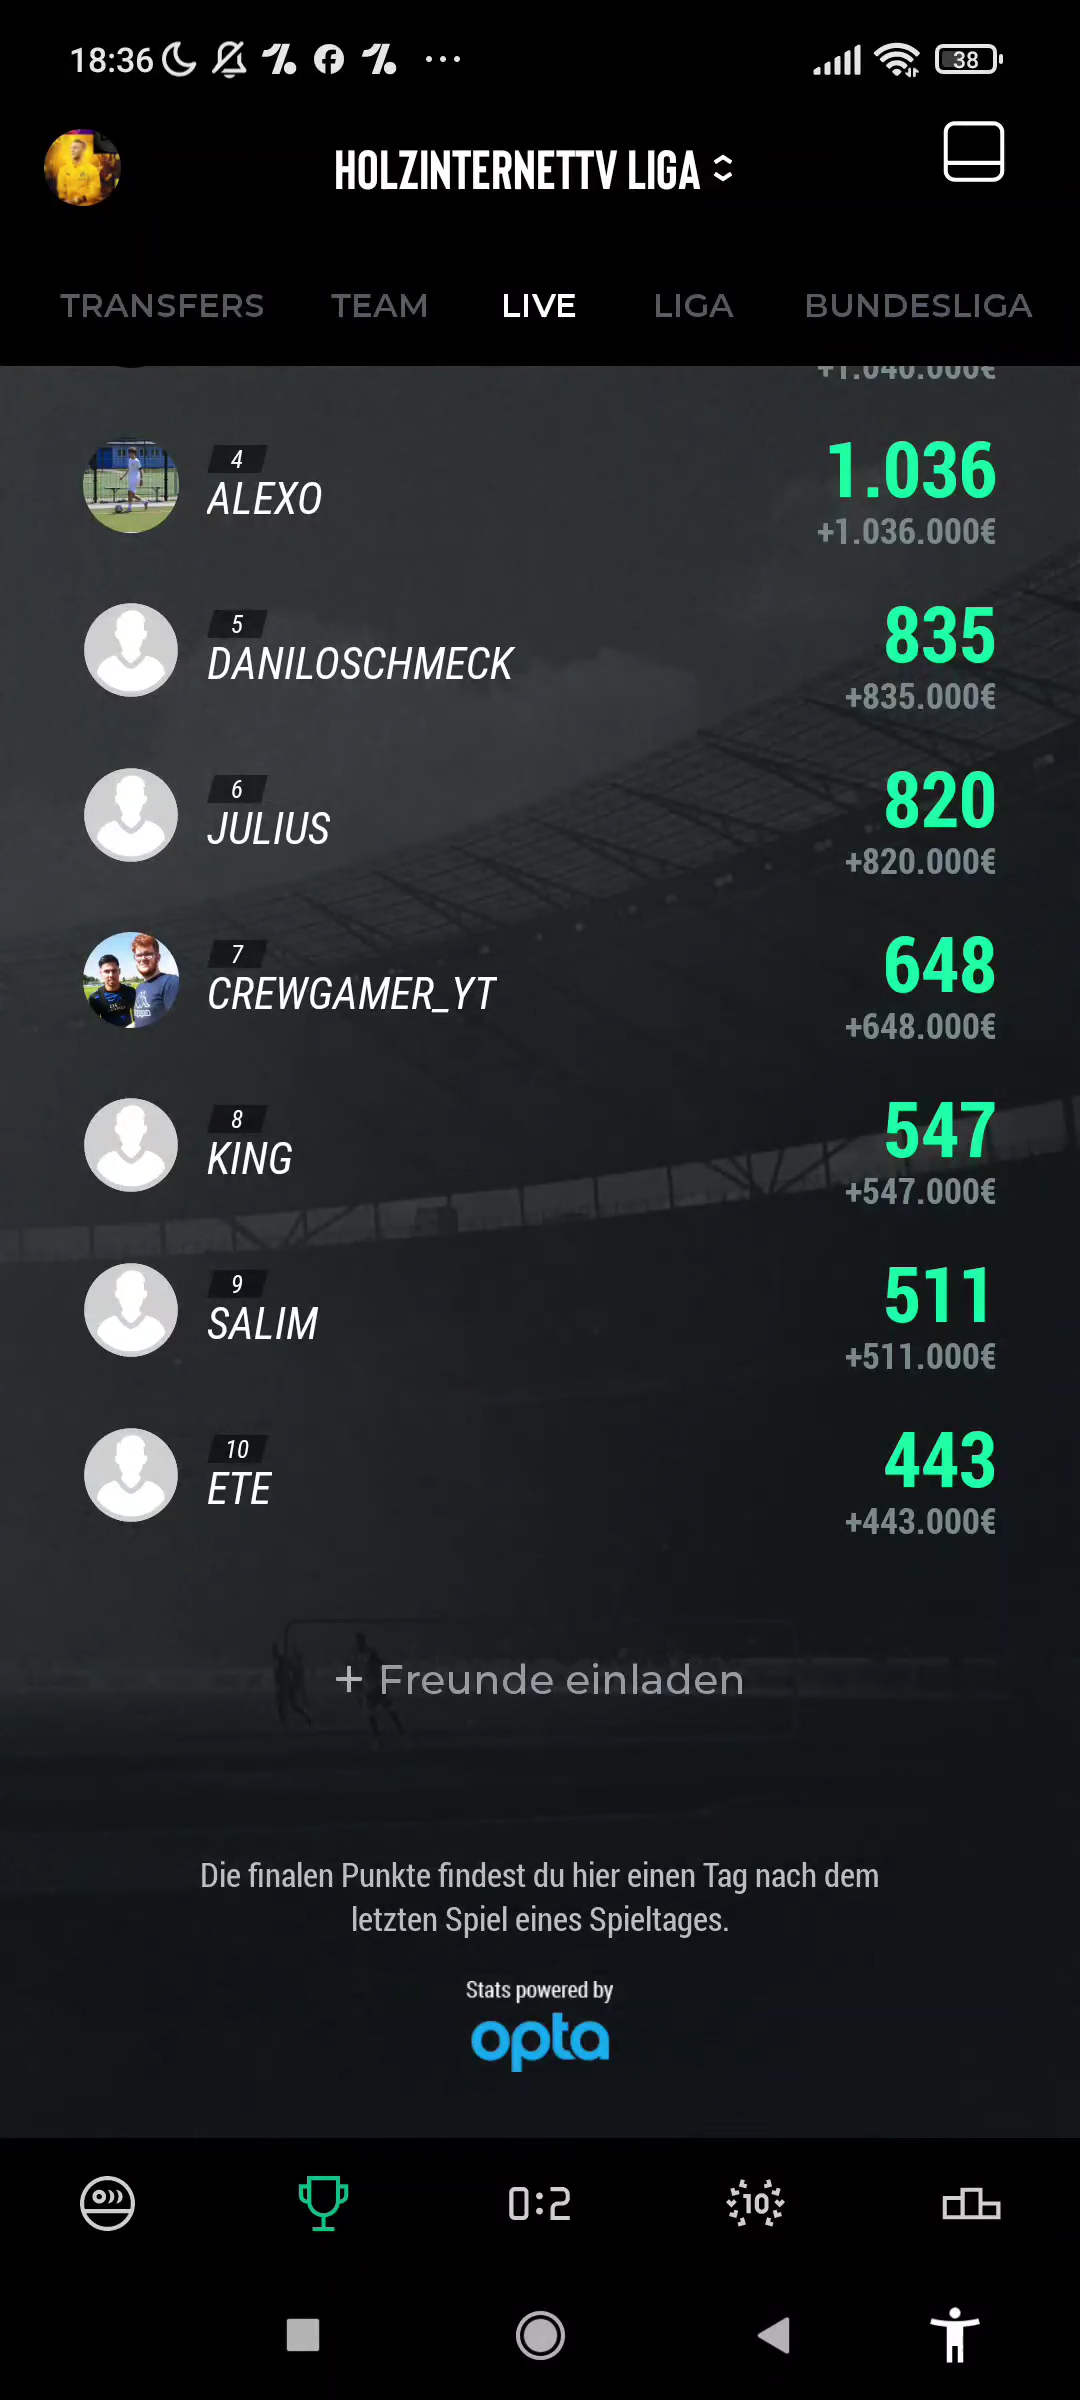 18:36
38
HOLZINTERNETTV LIGA
TRANSFERS TEAM LIVE LIGA BUNDESLIGA
+1.040.000€
4
ALEXO
1.036
+1.036.000€
5
DANILOSCHMECK
835
+835.000€
6
JULIUS
820
+820.000€
7
CREWGAMER_YT
648
+648.000€
8
KING
547
+547.000€
9
SALIM
511
+511.000€
10
ETE
443
+443.000€
+ Freunde einladen
Die finalen Punkte findest du hier einen Tag nach dem
letzten Spiel eines Spieltages.
Stats powered by
opta
0:2
10